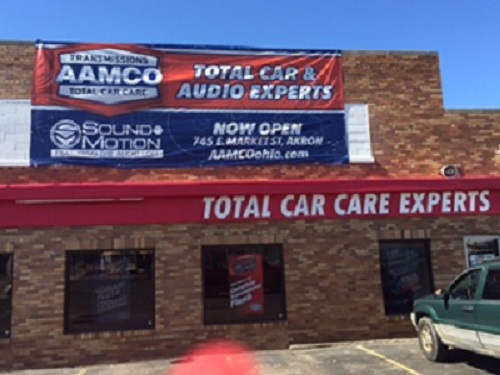 TRANSMISSIONS
AAMCO
TOTAL CAR CARE
TOTAL CAR &
AUDIO EXPERTS
SOUND
MOTION
NOW OPEN
745 E. MARKET ST. AKRON
AAMCOohio.com
TOTAL CAR CARE EXPERTS